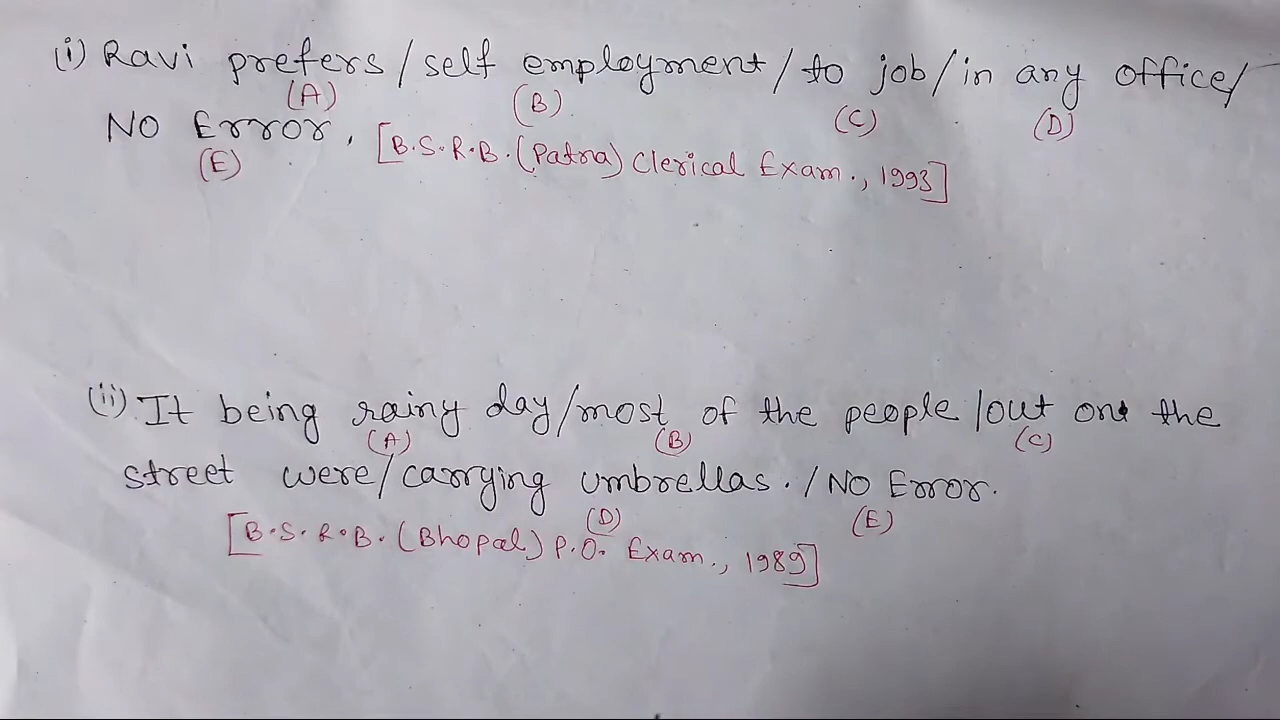 (i) Ravi prefers / self employment / to job / in any office /
(A) (B) (C) (D)
No Error. [B.S.R.B. (Patna) Clerical Exam., 1993]
(E)
(ii) It being rainy day / most of the people / out on the
(A) (B) (C)
street were / carrying umbrellas. / No Error.
(D) (E)
[B.S.R.B. (Bhopal) P.O. Exam., 1989]